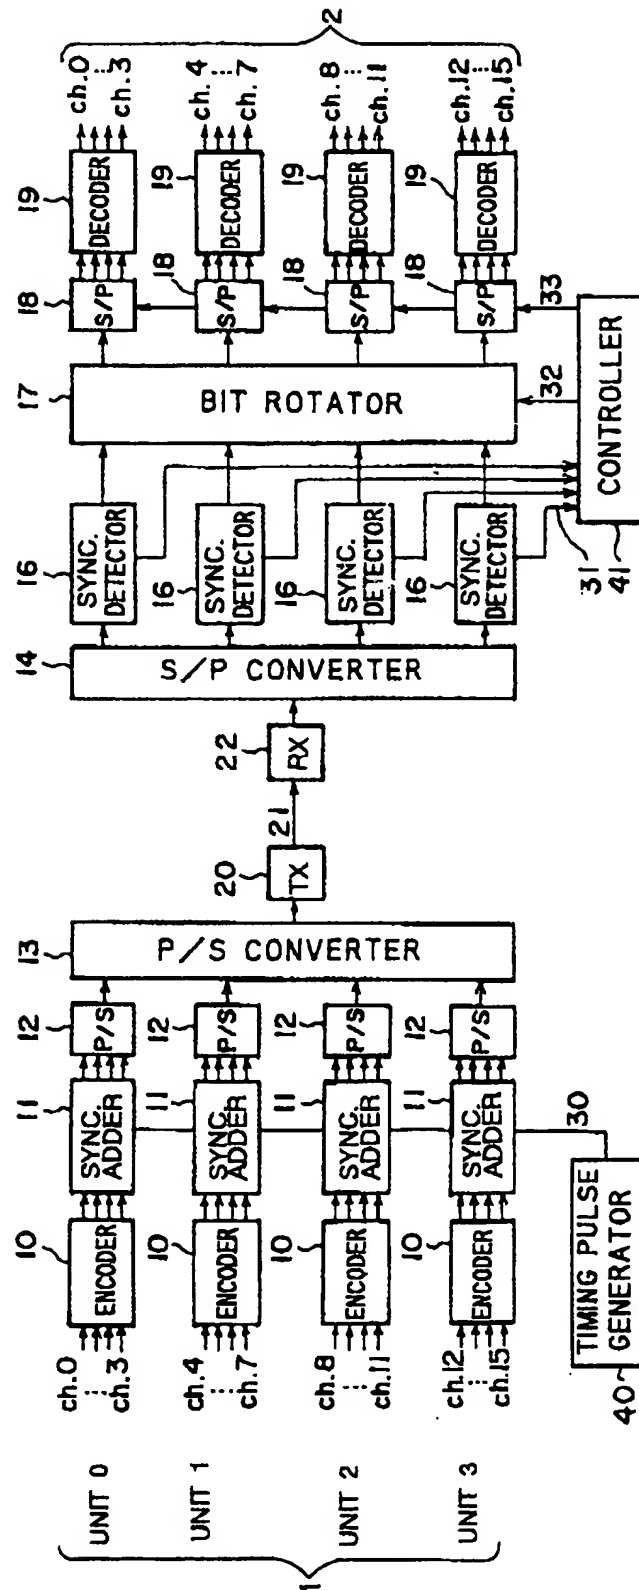 1
UNIT 0
UNIT 1
UNIT 2
UNIT 3
ch.0
ch.3
ch.4
ch.7
ch.8
ch.11
ch.12
ch.15
10
ENCODER
10
ENCODER
10
ENCODER
10
ENCODER
11
SYNC.
ADDER
11
SYNC.
ADDER
11
SYNC.
ADDER
11
SYNC.
ADDER
30
40
TIMING PULSE
GENERATOR
12
P/S
12
P/S
12
P/S
12
P/S
13
P/S CONVERTER
20
TX
21
22
RX
14
S/P CONVERTER
16
SYNC.
DETECTOR
16
SYNC.
DETECTOR
16
SYNC.
DETECTOR
16
SYNC.
DETECTOR
17
BIT ROTATOR
31
32
33
41
CONTROLLER
18
S/P
18
S/P
18
S/P
18
S/P
19
DECODER
19
DECODER
19
DECODER
19
DECODER
ch.0
ch.3
ch.4
ch.7
ch.8
ch.11
ch.12
ch.15
2